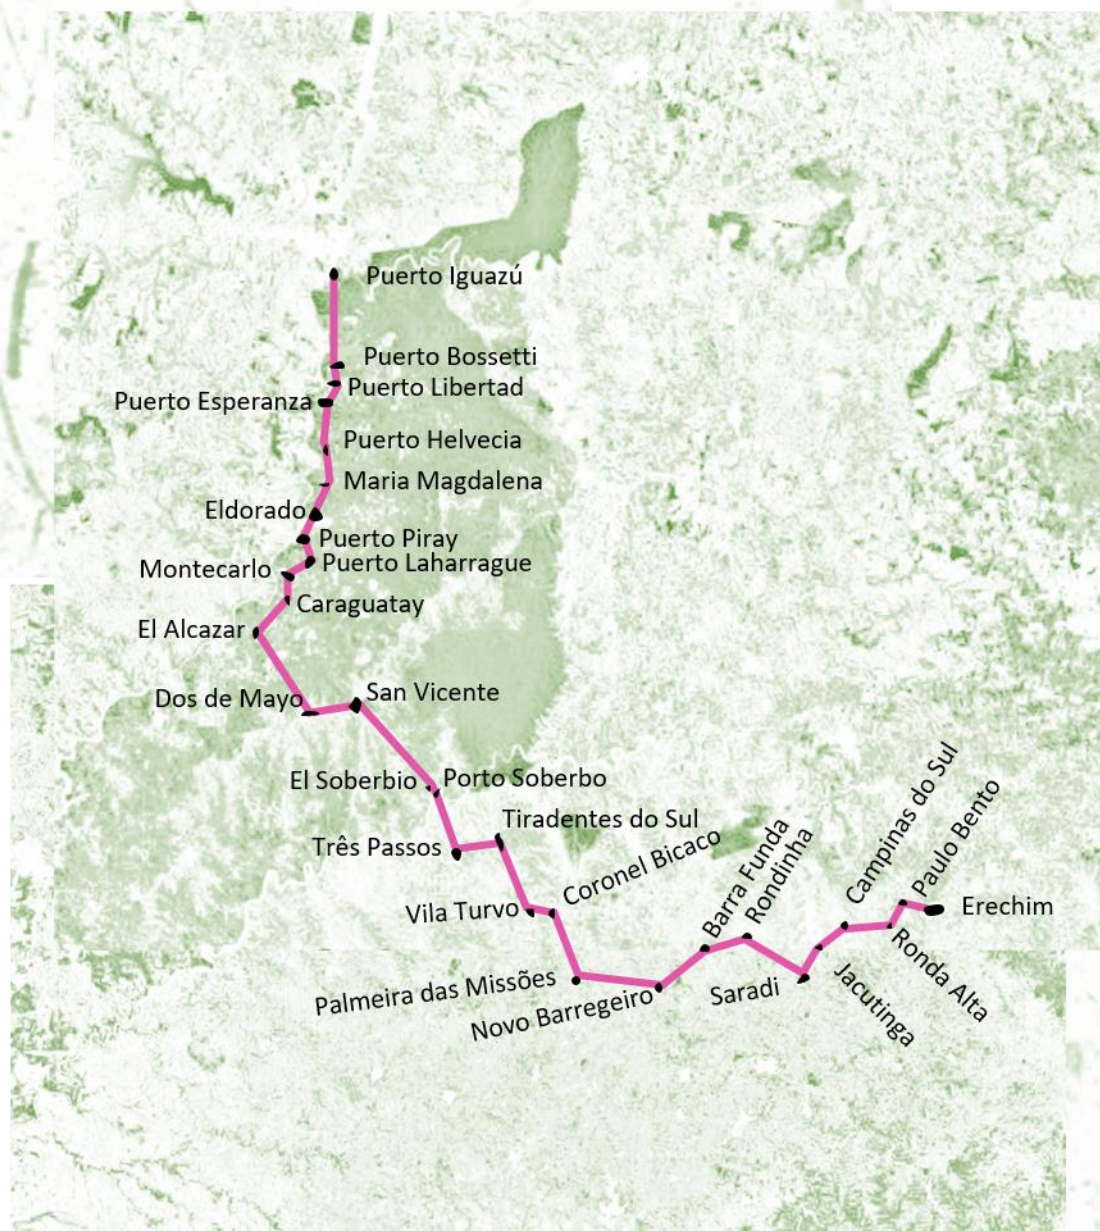 Puerto Iguazú
Puerto Bossetti
Puerto Libertad
Puerto Esperanza
Puerto Helvecia
Maria Magdalena
Eldorado
Puerto Piray
Puerto Laharrague
Montecarlo
Caraguatay
El Alcazar
San Vicente
Dos de Mayo
El Soberbio
Porto Soberbo
Tiradentes do Sul
Três Passos
Coronel Bicaco
Vila Turvo
Palmeira das Missões
Novo Barregeiro
Barra Funda
Rondinha
Saradi
Jacutinga
Campinas do Sul
Ronda Alta
Paulo Bento
Erechim